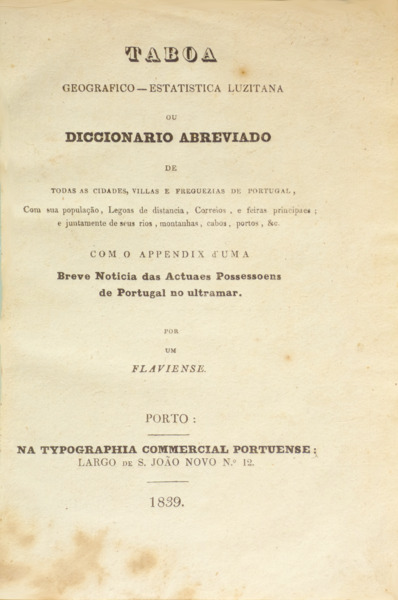 TABOA
GEOGRAFICO—ESTATISTICA LUZITANA
OU
DICCIONARIO ABREVIADO
DE
TODAS AS CIDADES, VILLAS E FREGUEZIAS DE PORTUGAL,
Com sua população, Legoas de distancia, Correios, e feiras principaes;
e juntamente de seus rios, montanhas, cabos, portos, &c.
COM O APPENDIX d'UMA
Breve Noticia das Actuaes Possessoens
de Portugal no ultramar.
POR
UM
FLAVIENSE.
PORTO:
NA TYPOGRAPHIA COMMERCIAL PORTUENSE:
LARGO DE S. JOÃO NOVO N.º 12.
1839.